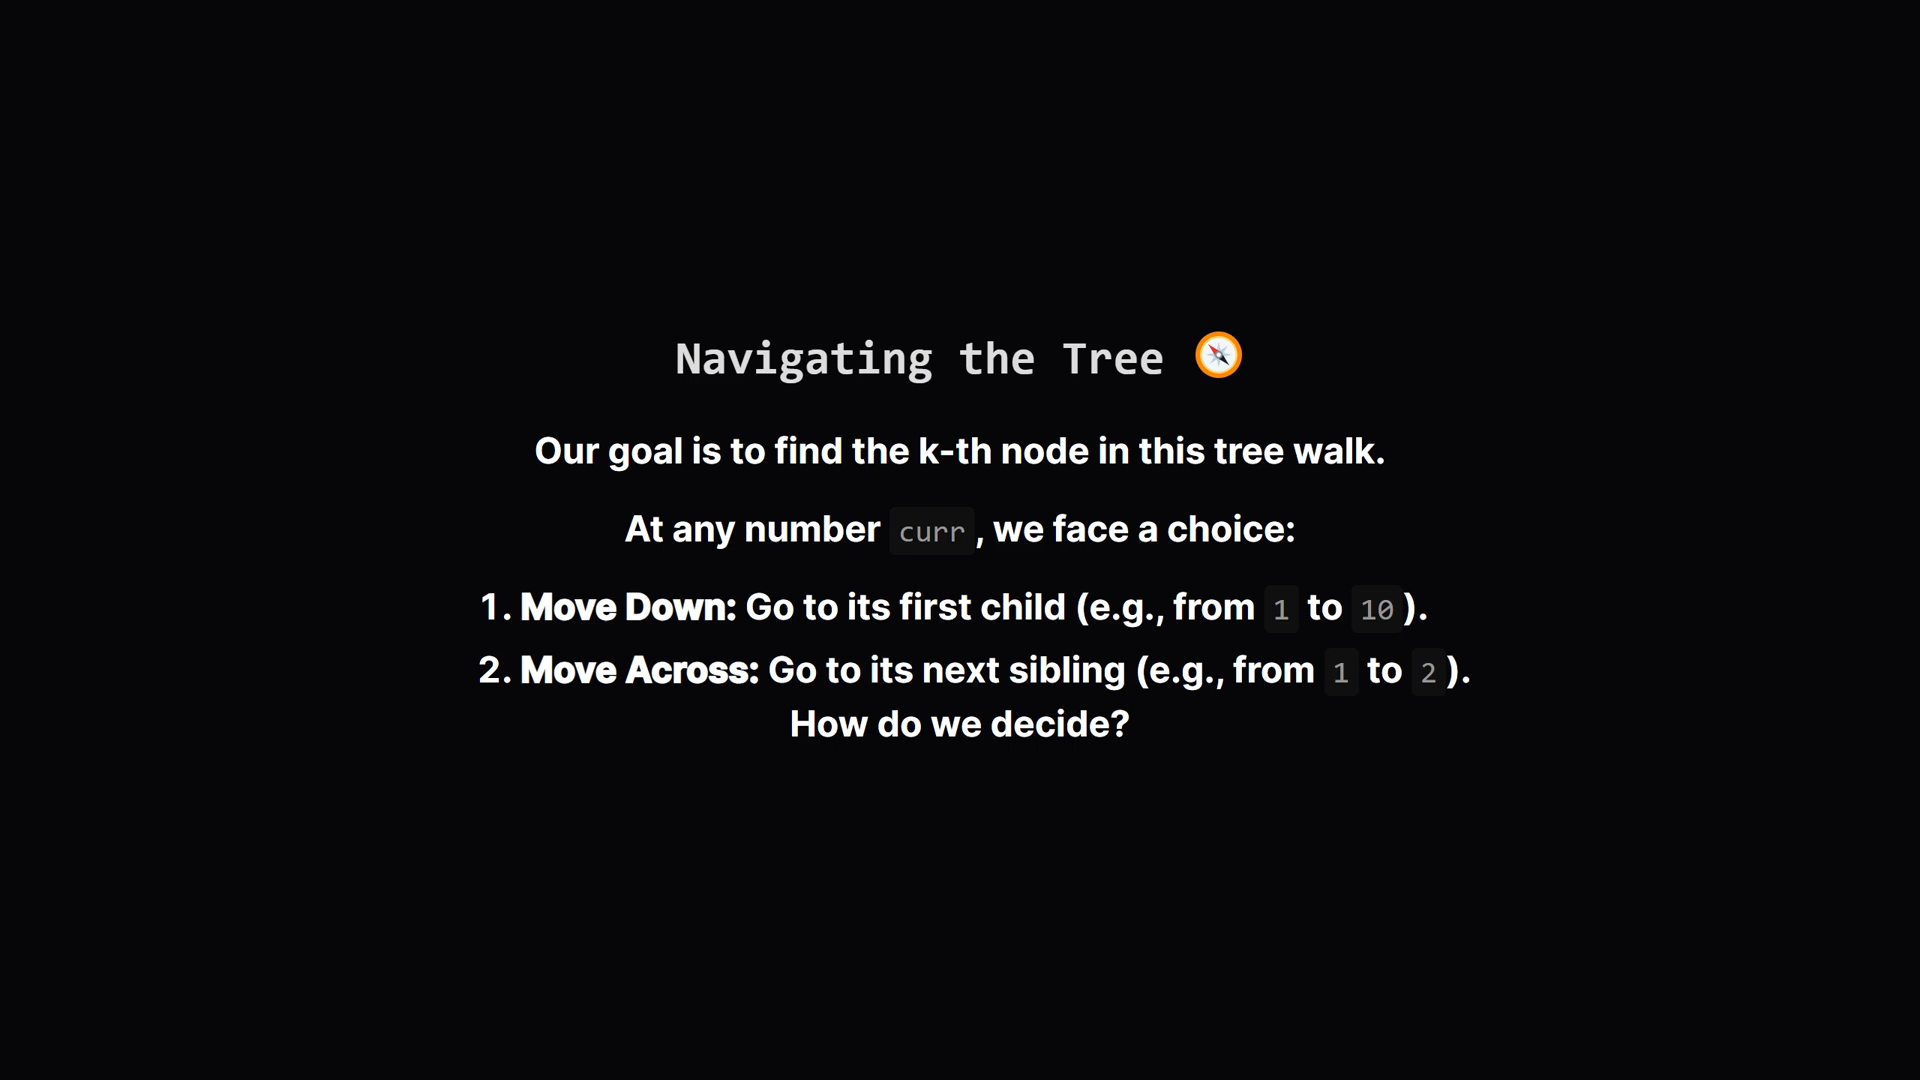 Navigating the Tree 🧭
Our goal is to find the k-th node in this tree walk.
At any number curr, we face a choice:
1. Move Down: Go to its first child (e.g., from 1 to 10).
2. Move Across: Go to its next sibling (e.g., from 1 to 2).
How do we decide?